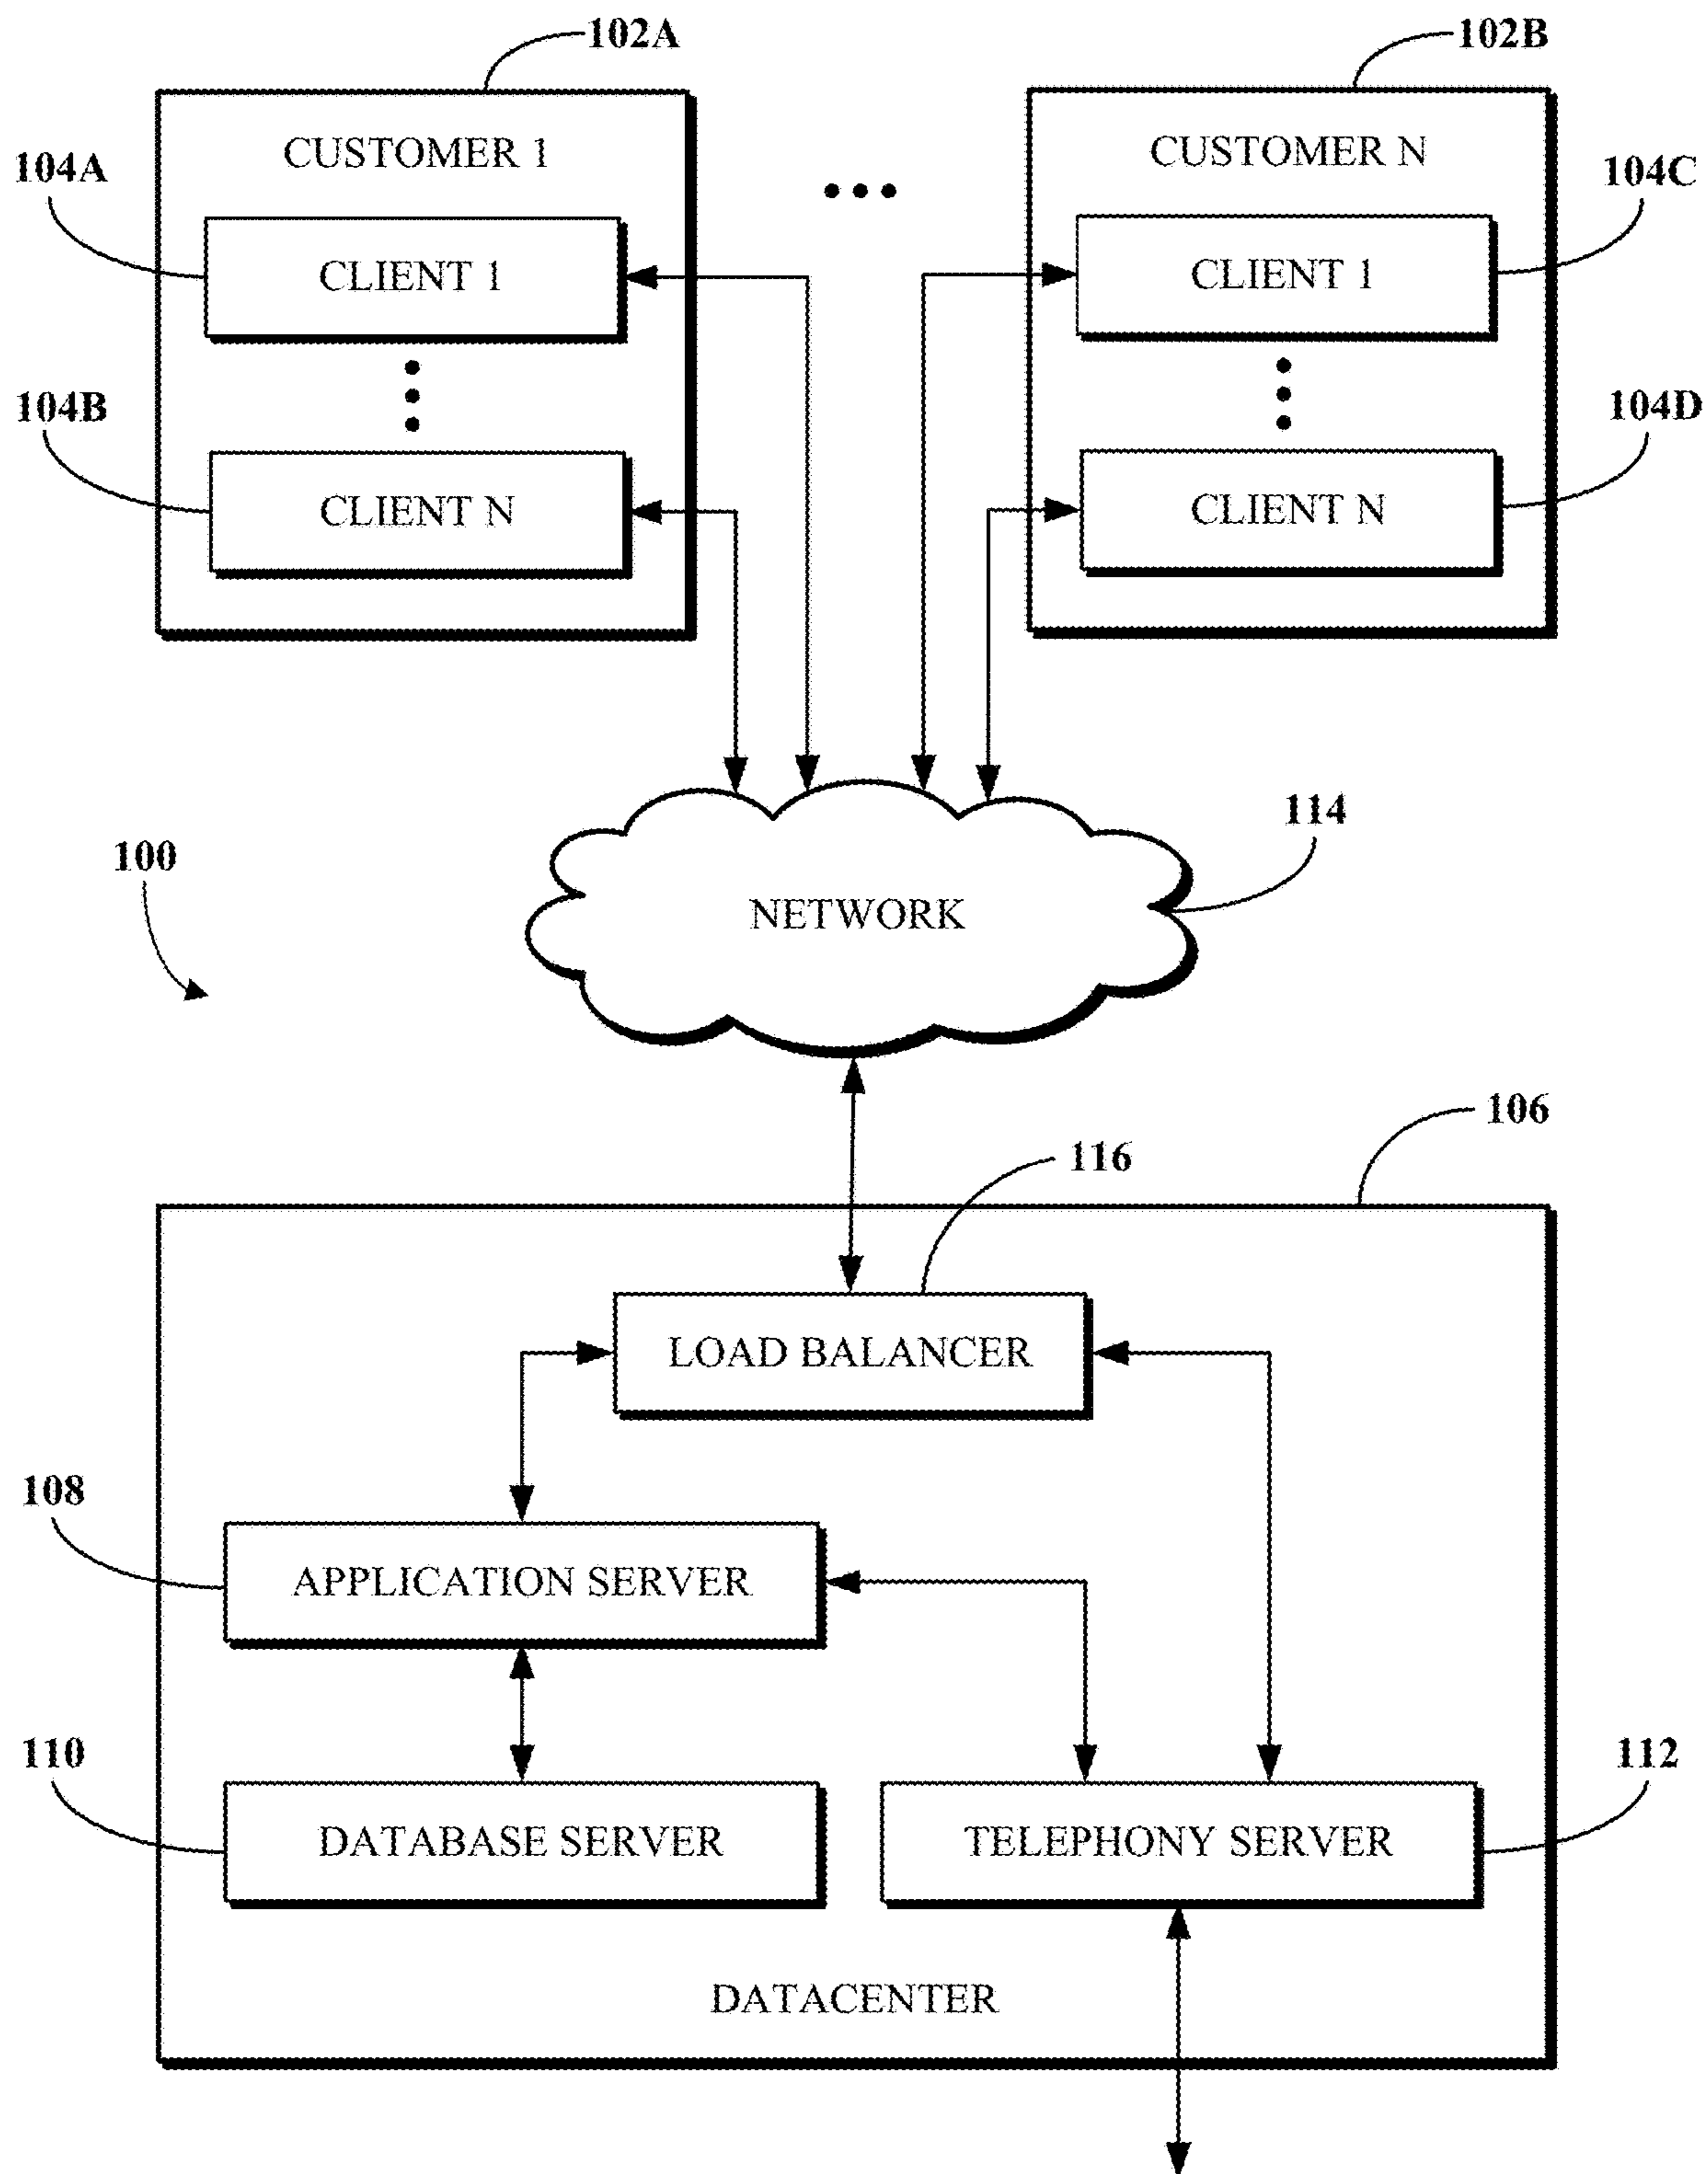 102A
102B
CUSTOMER 1
CUSTOMER N
104A
104C
CLIENT 1
CLIENT 1
104B
104D
CLIENT N
CLIENT N
114
100
NETWORK
106
116
LOAD BALANCER
108
APPLICATION SERVER
110
112
DATABASE SERVER
TELEPHONY SERVER
DATACENTER